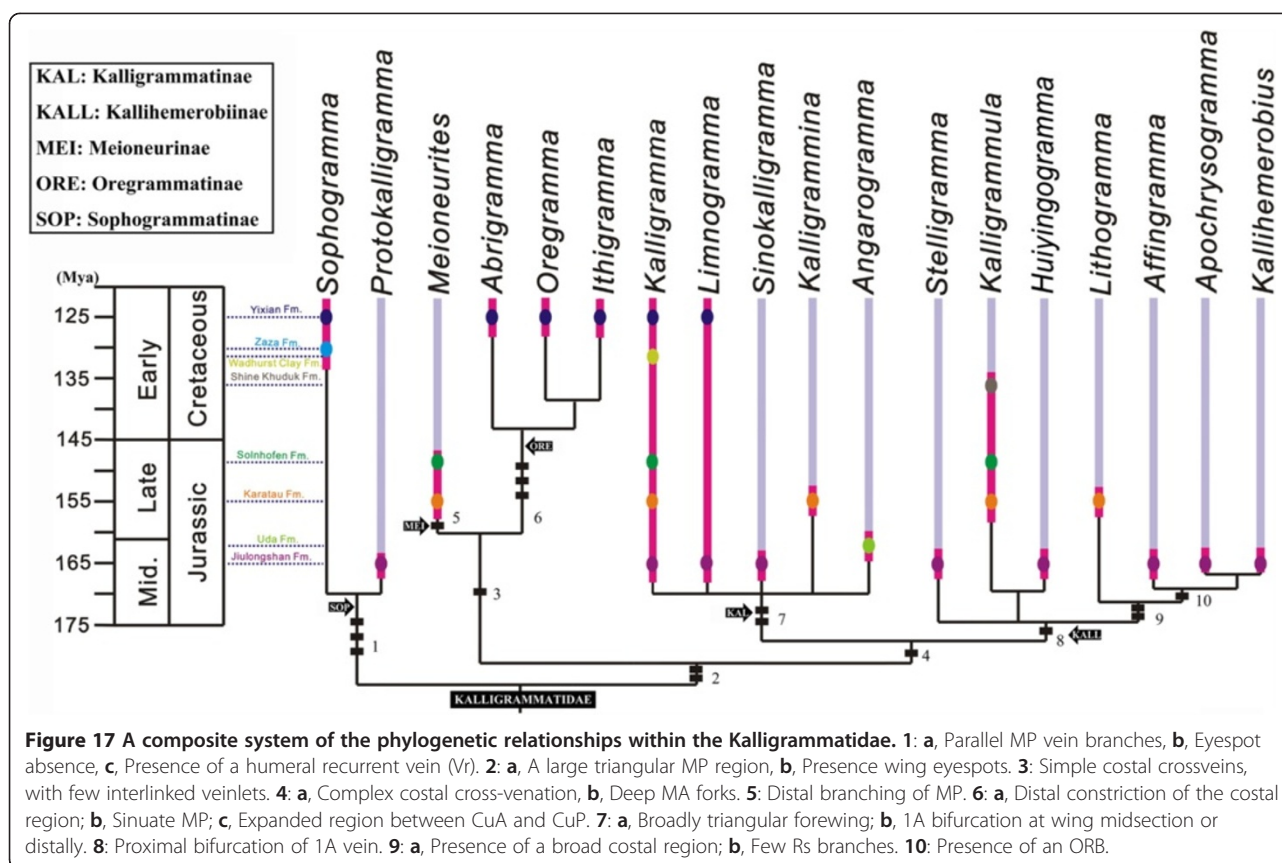 KAL: Kalligrammatinae
KALL: Kallihemerobiinae
MEI: Meioneurinae
ORE: Oregrammatinae
SOP: Sophogrammatinae
Sophogramma
Protokalligramma
Meioneurites
Abrigramma
Oregramma
Ithigramma
Kalligramma
Limnogramma
Sinokalligramma
Kalligrammina
Angarogramma
Stelligramma
Kalligrammula
Huiyingogramma
Lithogramma
Affingramma
Apochrysogramma
Kallihemerobius
(Mya)
125
135
145
155
165
175
Early
Late
Mid.
Cretaceous
Jurassic
Yixian Fm.
Zaza Fm.
Wadhurst Clay Fm.
Shine Khuduk Fm.
Solnhofen Fm.
Karatau Fm.
Uda Fm.
Jiulongshan Fm.
ORE
MEI
5
6
SOP
3
KAL
7
10
9
1
8
KALL
4
2
KALLIGRAMMATIDAE
Figure 17 A composite system of the phylogenetic relationships within the Kalligrammatidae. 1: a, Parallel MP vein branches, b, Eyespot
absence, c, Presence of a humeral recurrent vein (Vr). 2: a, A large triangular MP region, b, Presence wing eyespots. 3: Simple costal crossveins,
with few interlinked veinlets. 4: a, Complex costal cross-venation, b, Deep MA forks. 5: Distal branching of MP. 6: a, Distal constriction of the costal
region; b, Sinuate MP; c, Expanded region between CuA and CuP. 7: a, Broadly triangular forewing; b, 1A bifurcation at wing midsection or
distally. 8: Proximal bifurcation of 1A vein. 9: a, Presence of a broad costal region; b, Few Rs branches. 10: Presence of an ORB.